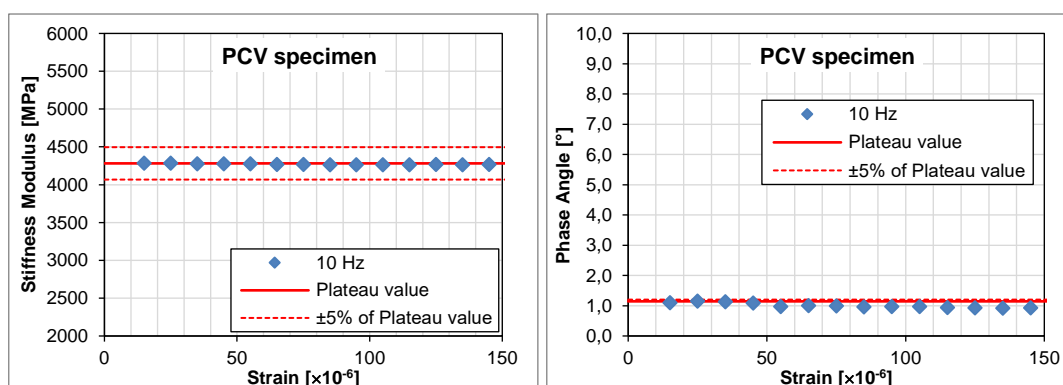 PCV specimen
Stiffness Modulus [MPa]
6000
5500
5000
4500
4000
3500
3000
2500
2000
10 Hz
Plateau value
±5% of Plateau value
0
50
100
150
Strain [×10⁻⁶]
PCV specimen
Phase Angle [°]
10,0
9,0
8,0
7,0
6,0
5,0
4,0
3,0
2,0
1,0
0,0
10 Hz
Plateau value
±5% of Plateau value
0
50
100
150
Strain [×10⁻⁶]